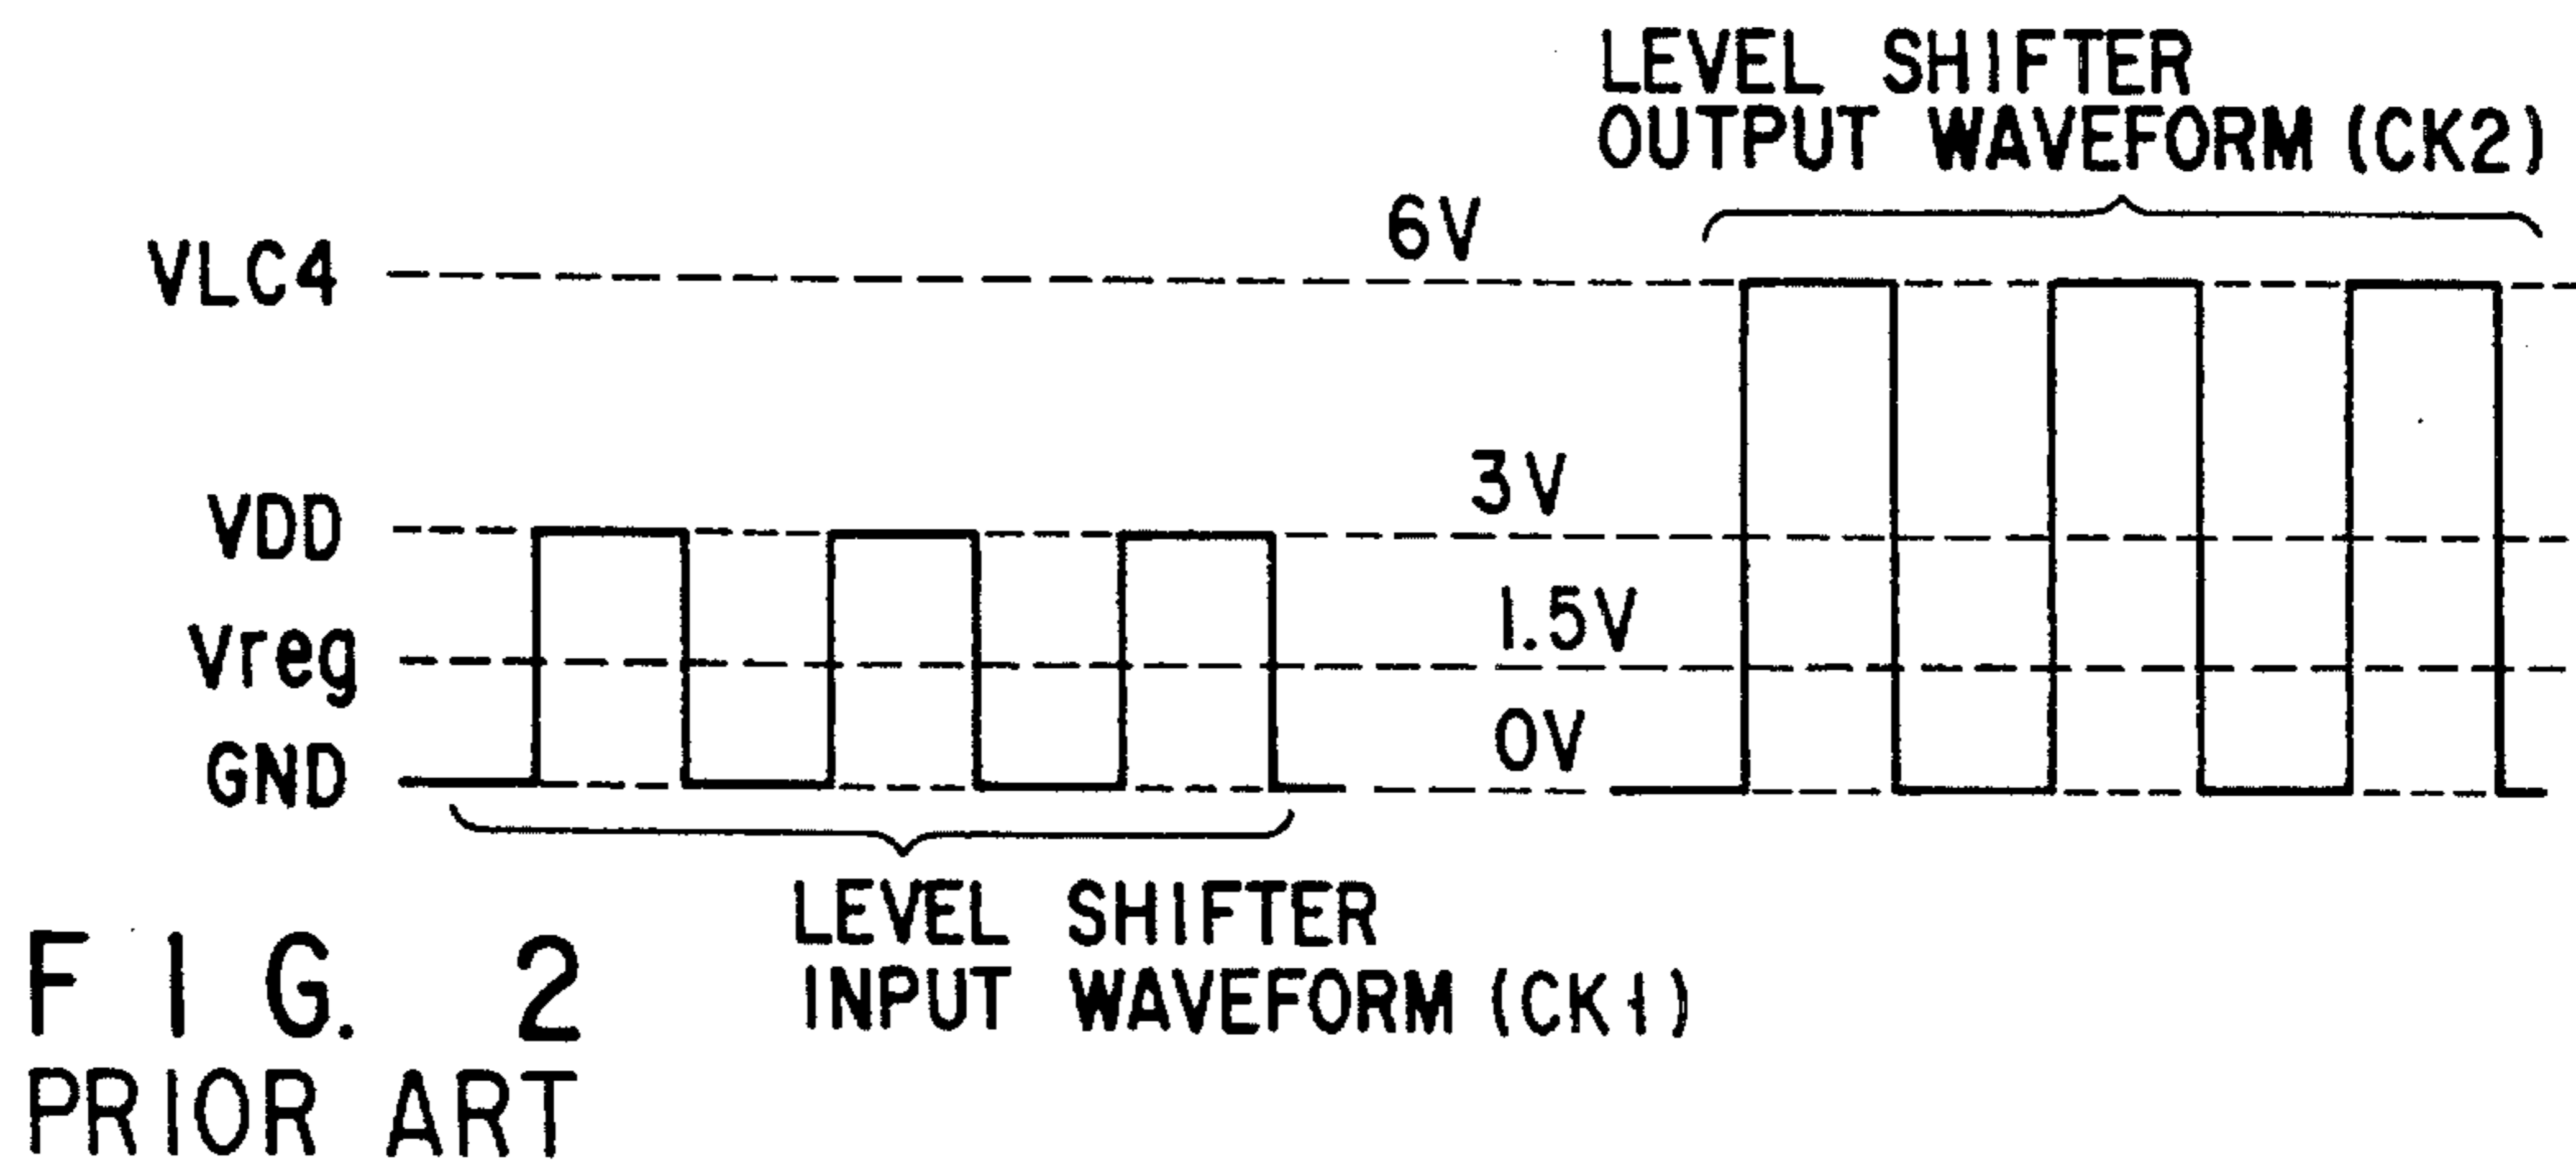 LEVEL SHIFTER
OUTPUT WAVEFORM (CK2)
VLC4
6V
VDD
3V
Vreg
1.5V
GND
0V
LEVEL SHIFTER
INPUT WAVEFORM (CK1)
FIG. 2
PRIOR ART